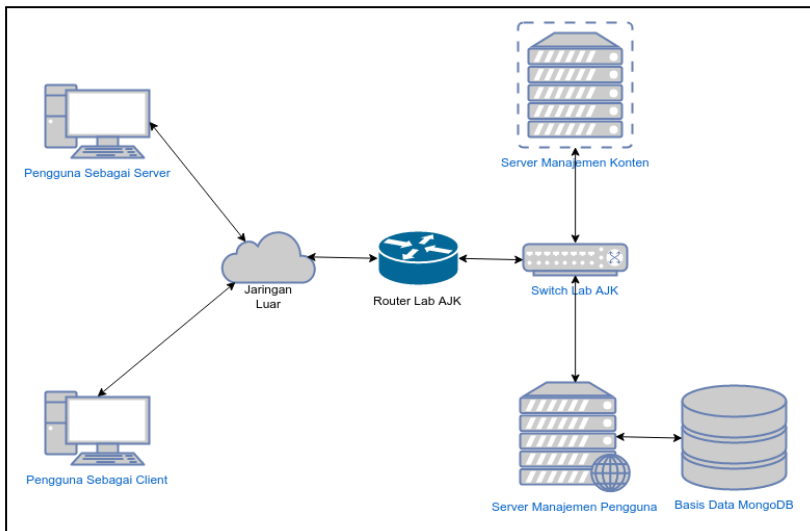 Pengguna Sebagai Server
Server Manajemen Konten
Jaringan
Luar
Router Lab AJK
Switch Lab AJK
Pengguna Sebagai Client
Server Manajemen Pengguna
Basis Data MongoDB